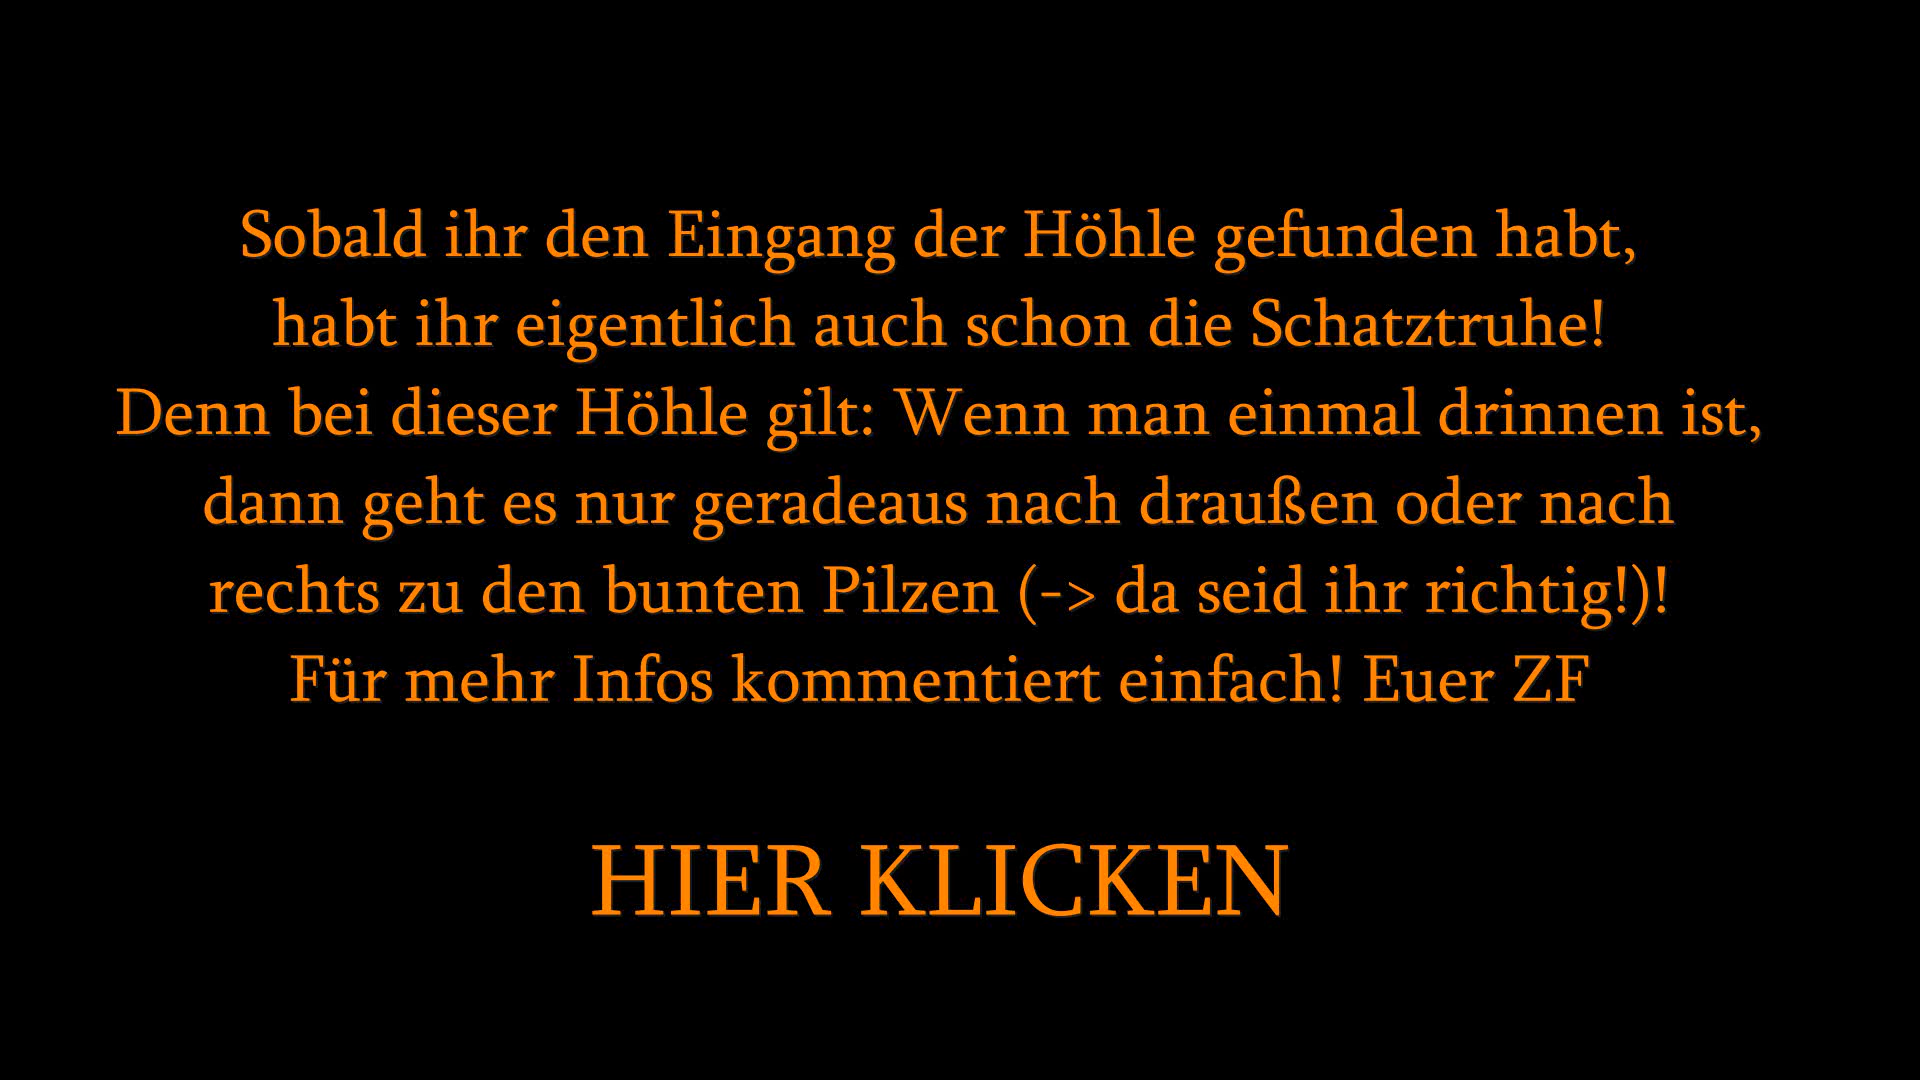 Sobald ihr den Eingang der Höhle gefunden habt,
habt ihr eigentlich auch schon die Schatztruhe!
Denn bei dieser Höhle gilt: Wenn man einmal drinnen ist,
dann geht es nur geradeaus nach draußen oder nach
rechts zu den bunten Pilzen (-> da seid ihr richtig!)!
Für mehr Infos kommentiert einfach! Euer ZF
HIER KLICKEN